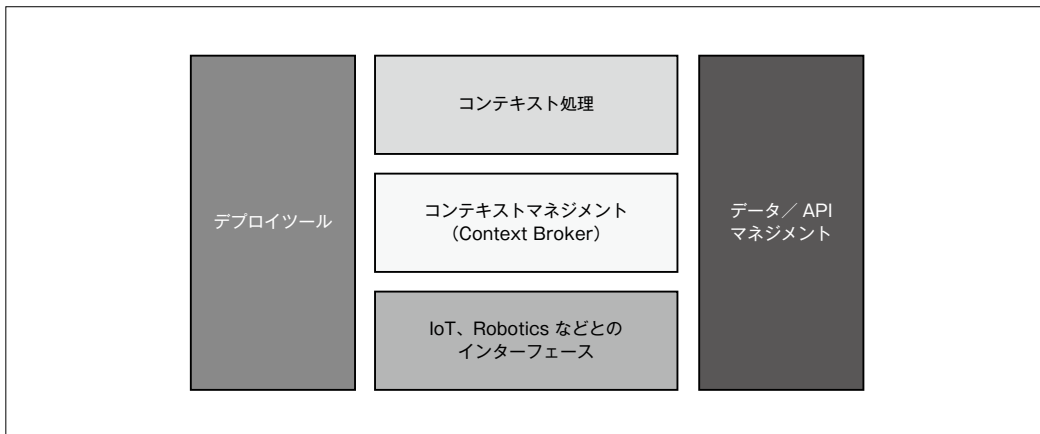 デプロイツール
コンテキスト処理
コンテキストマネジメント
（Context Broker）
IoT、Robotics などとの
インターフェース
データ／ API
マネジメント